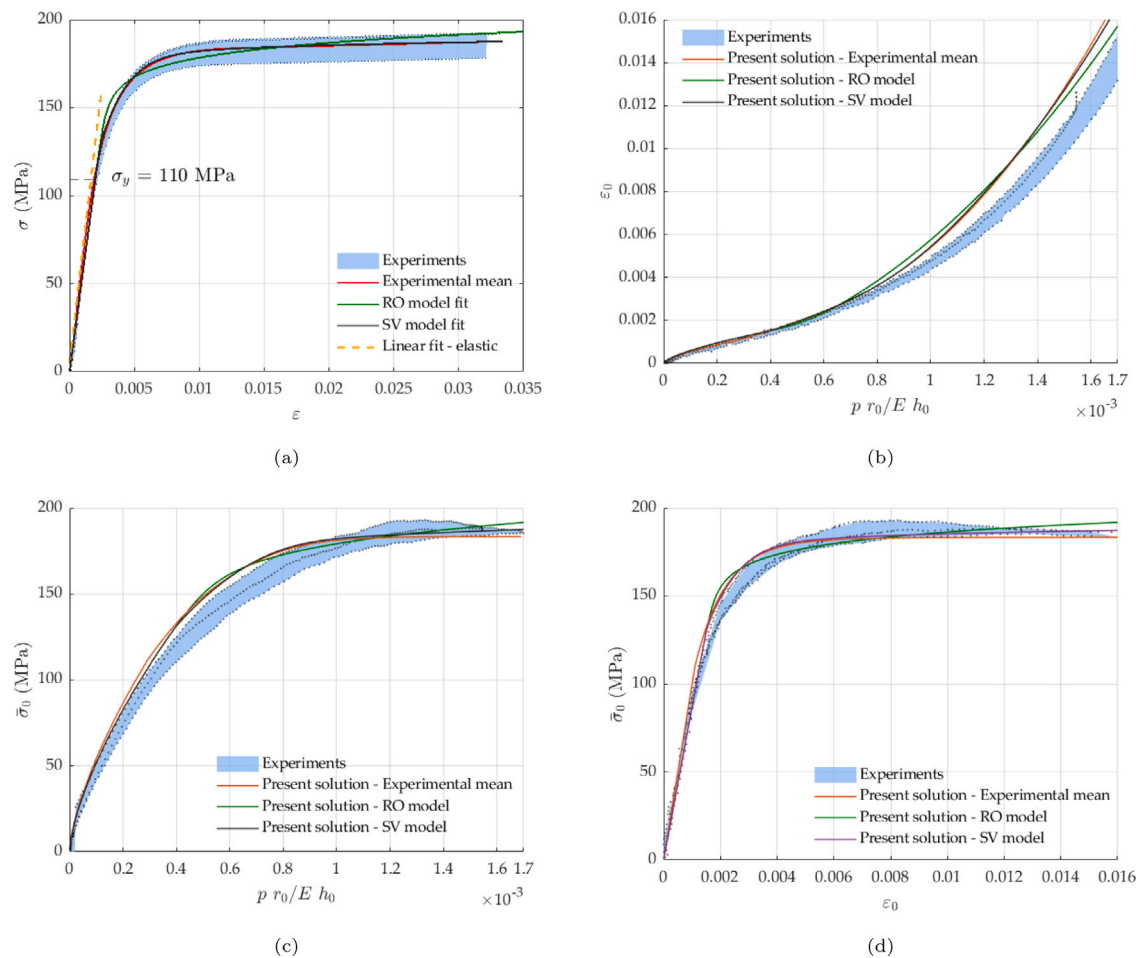 200
150
100
50
0
σ (MPa)
σy = 110 MPa
Experiments
Experimental mean
RO model fit
SV model fit
Linear fit - elastic
0 0.005 0.01 0.015 0.02 0.025 0.03 0.035
ε
(a)
0.016
0.014
0.012
0.01
0.008
0.006
0.004
0.002
0
ε0
Experiments
Present solution - Experimental mean
Present solution - RO model
Present solution - SV model
0 0.2 0.4 0.6 0.8 1 1.2 1.4 1.6 1.7
p r0/E h0
×10⁻³
(b)
200
150
100
50
0
σ̄0 (MPa)
Experiments
Present solution - Experimental mean
Present solution - RO model
Present solution - SV model
0 0.2 0.4 0.6 0.8 1 1.2 1.4 1.6 1.7
p r0/E h0
×10⁻³
(c)
200
150
100
50
0
σ̄0 (MPa)
Experiments
Present solution - Experimental mean
Present solution - RO model
Present solution - SV model
0 0.002 0.004 0.006 0.008 0.01 0.012 0.014 0.016
ε0
(d)